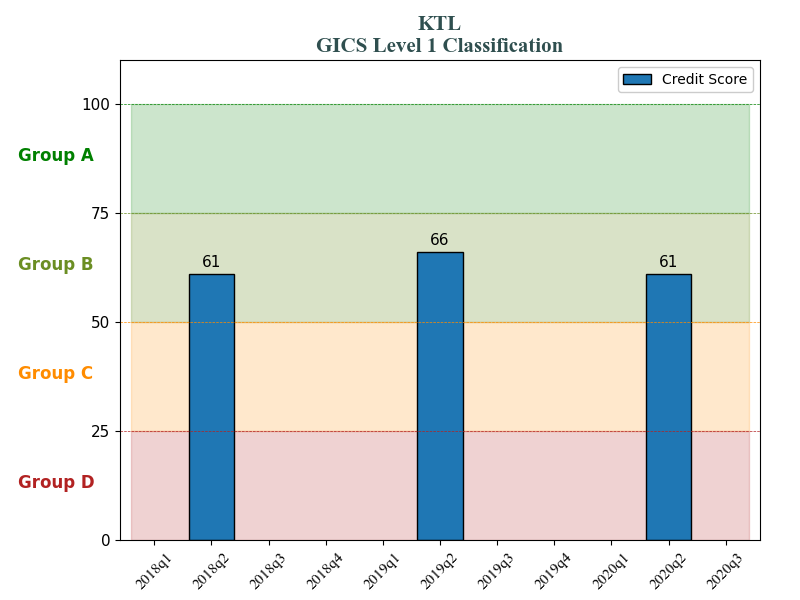 KTL
GICS Level 1 Classification
Credit Score
100
Group A
75
Group B
61
66
61
50
Group C
25
Group D
0
2018q1
2018q2
2018q3
2018q4
2019q1
2019q2
2019q3
2019q4
2020q1
2020q2
2020q3